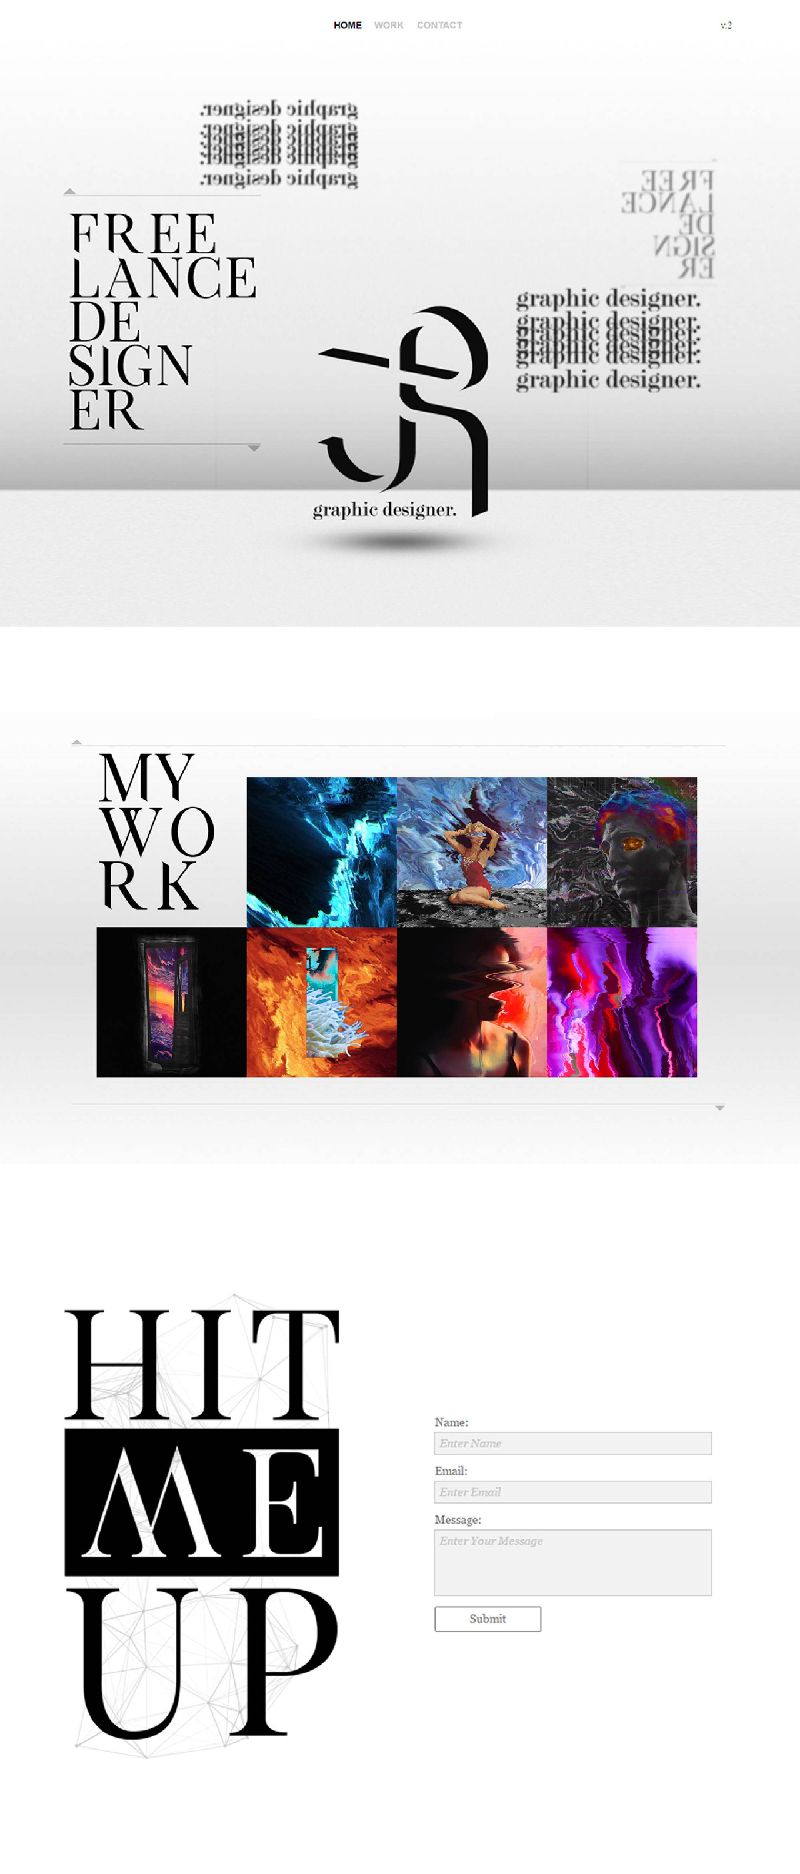 HOME WORK CONTACT
v.2
graphic designer.
graphic designer.
graphic designer.
graphic designer.
FREE
LANCE
DE
SIGN
ER
FREE
LANCE
DE
SIGN
ER
graphic designer.
graphic designer.
graphic designer.
graphic designer.
graphic designer.
JR
graphic designer.
MY
WO
RK
HIT
ME
UP
Name:
Enter Name
Email:
Enter Email
Message:
Enter Your Message
Submit